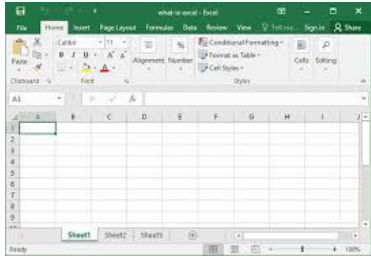 what-is-excel - Excel
File Home Insert Page Layout Formulas Data Review View Tell me... Sign in Share
Calibri 11
Paste B I U A A Alignment Number Conditional Formatting Format as Table Cell Styles Cells Editing
Clipboard Font Styles
A1 fx
A B C D E F G H I J
1
2
3
4
5
6
7
8
9
Sheet1 Sheet2 Sheet3
Ready 100%